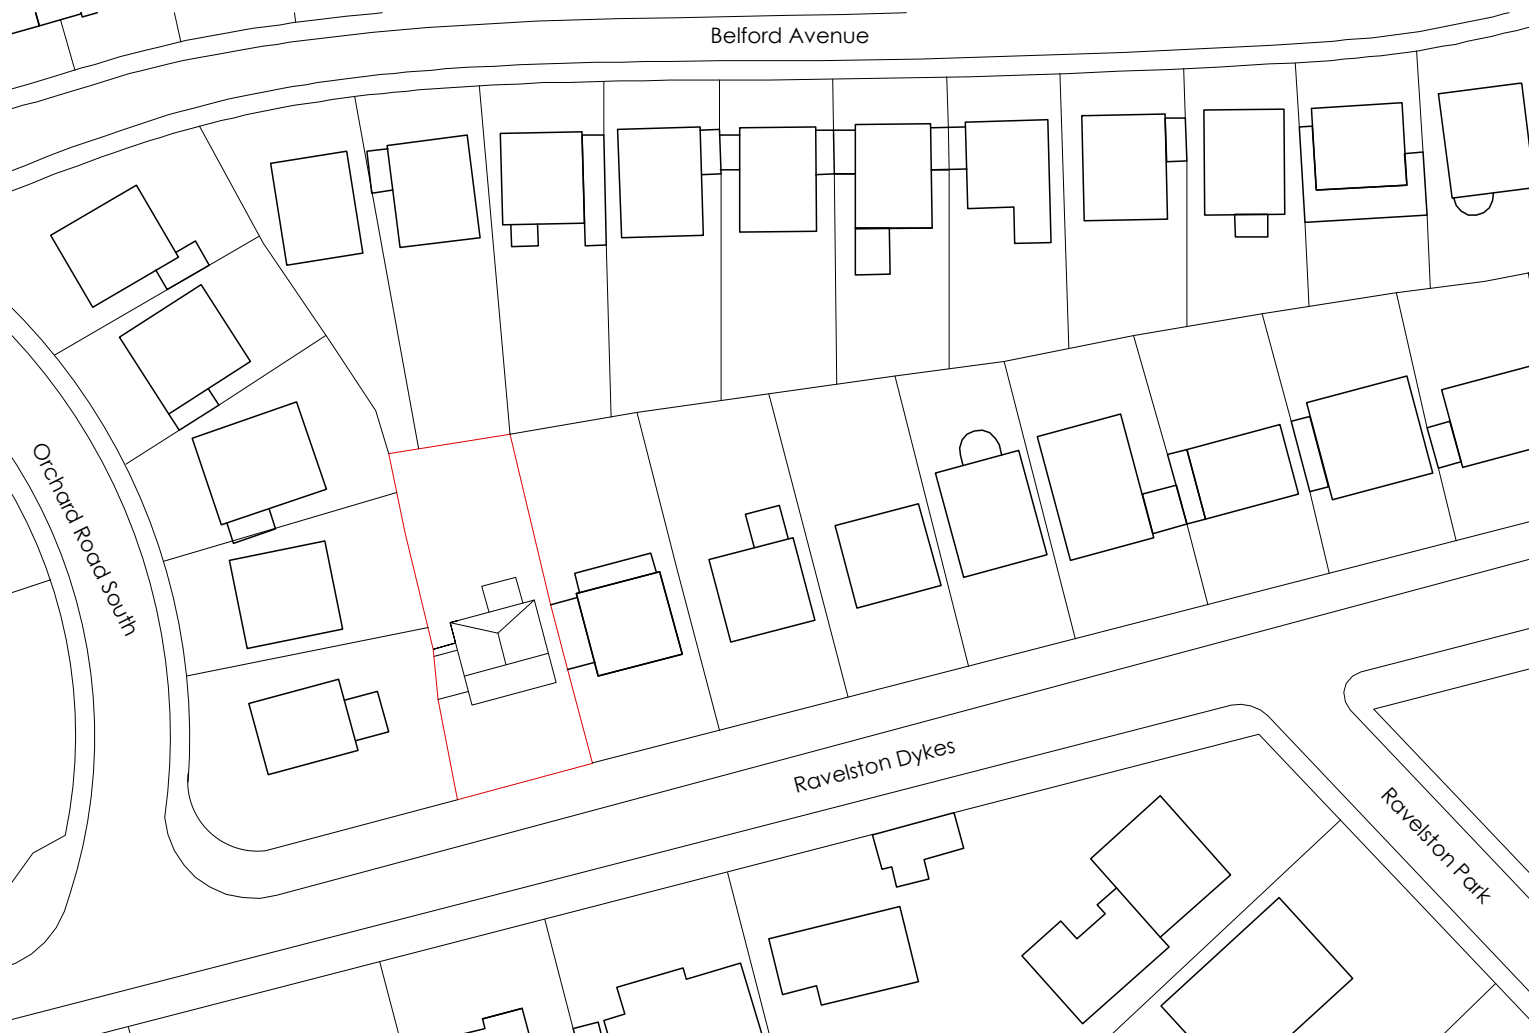 Belford Avenue
Orchard Road South
Ravelston Dykes
Ravelston Park